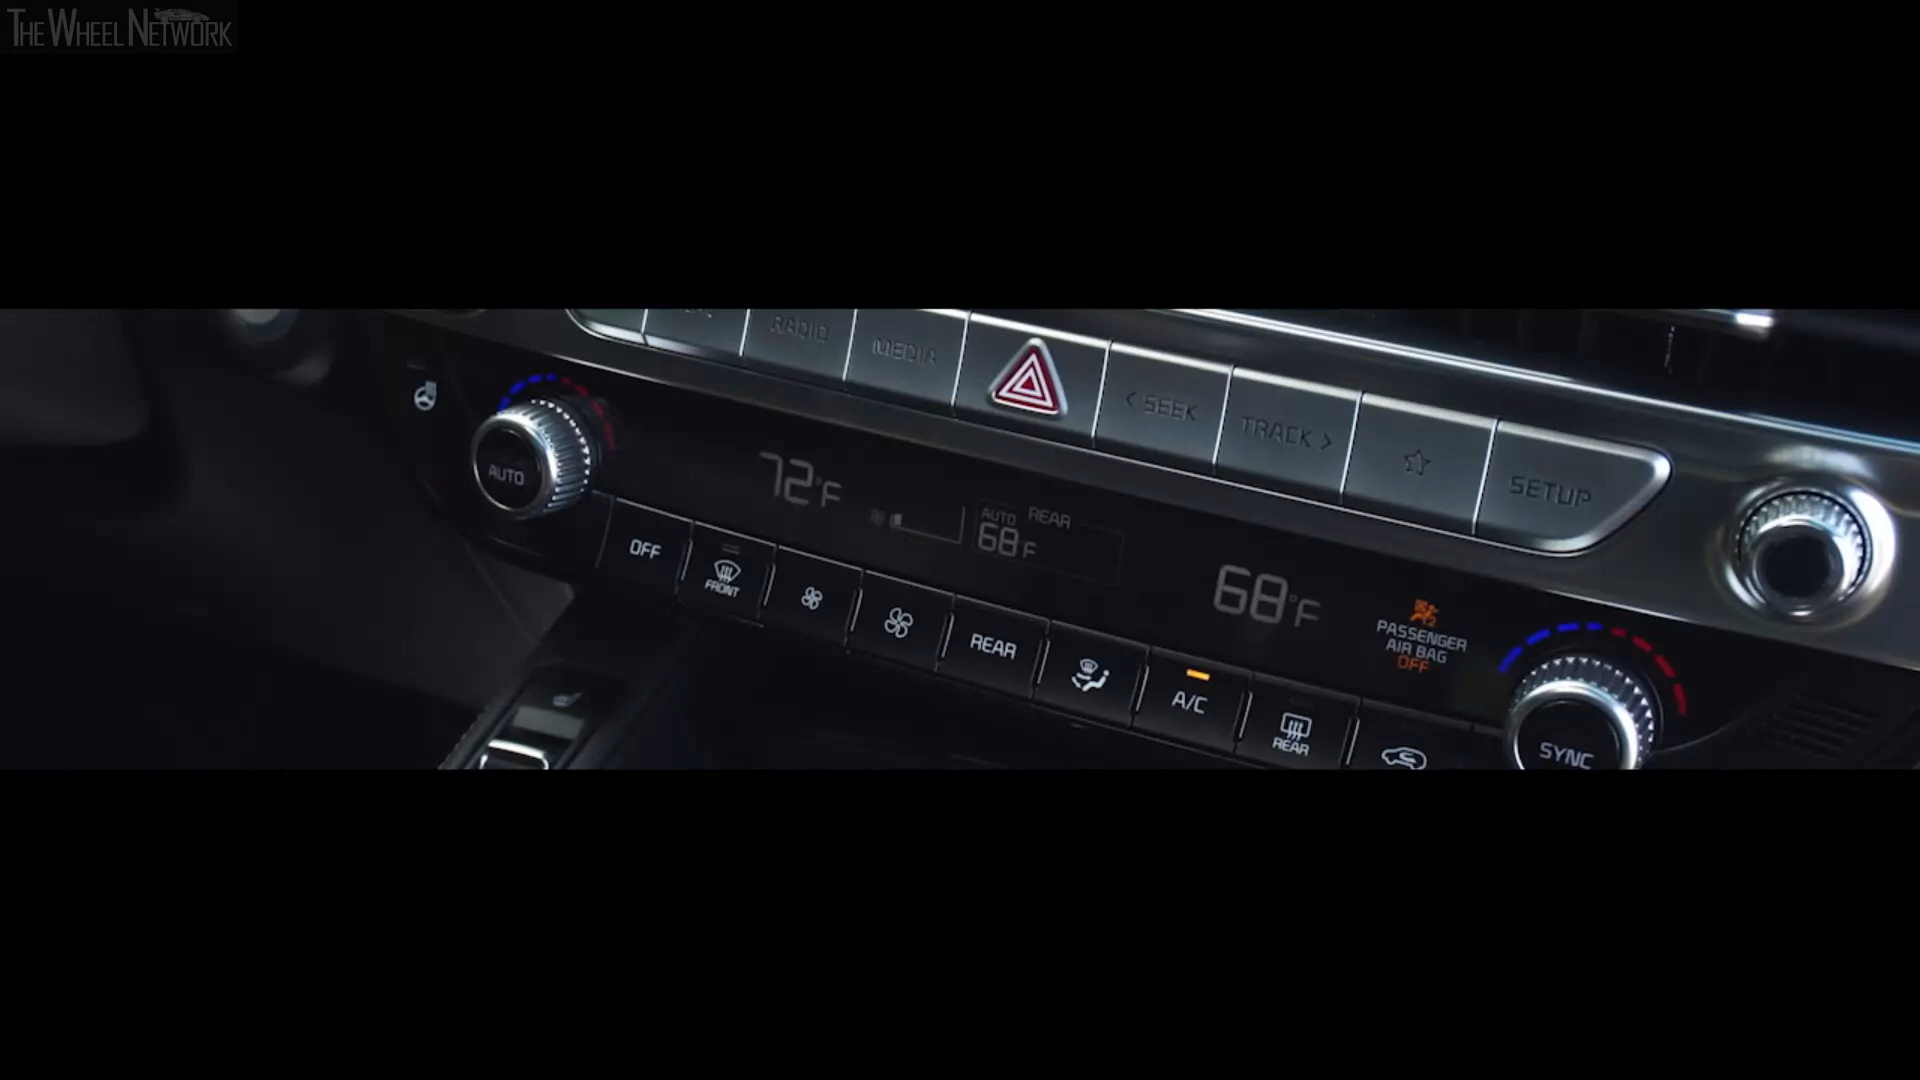 THE WHEEL NETWORK
RADIO
MEDIA
< SEEK
TRACK >
SETUP
AUTO
72°F
AUTO REAR
68°F
68°F
PASSENGER
AIR BAG
OFF
OFF
FRONT
REAR
A/C
REAR
SYNC